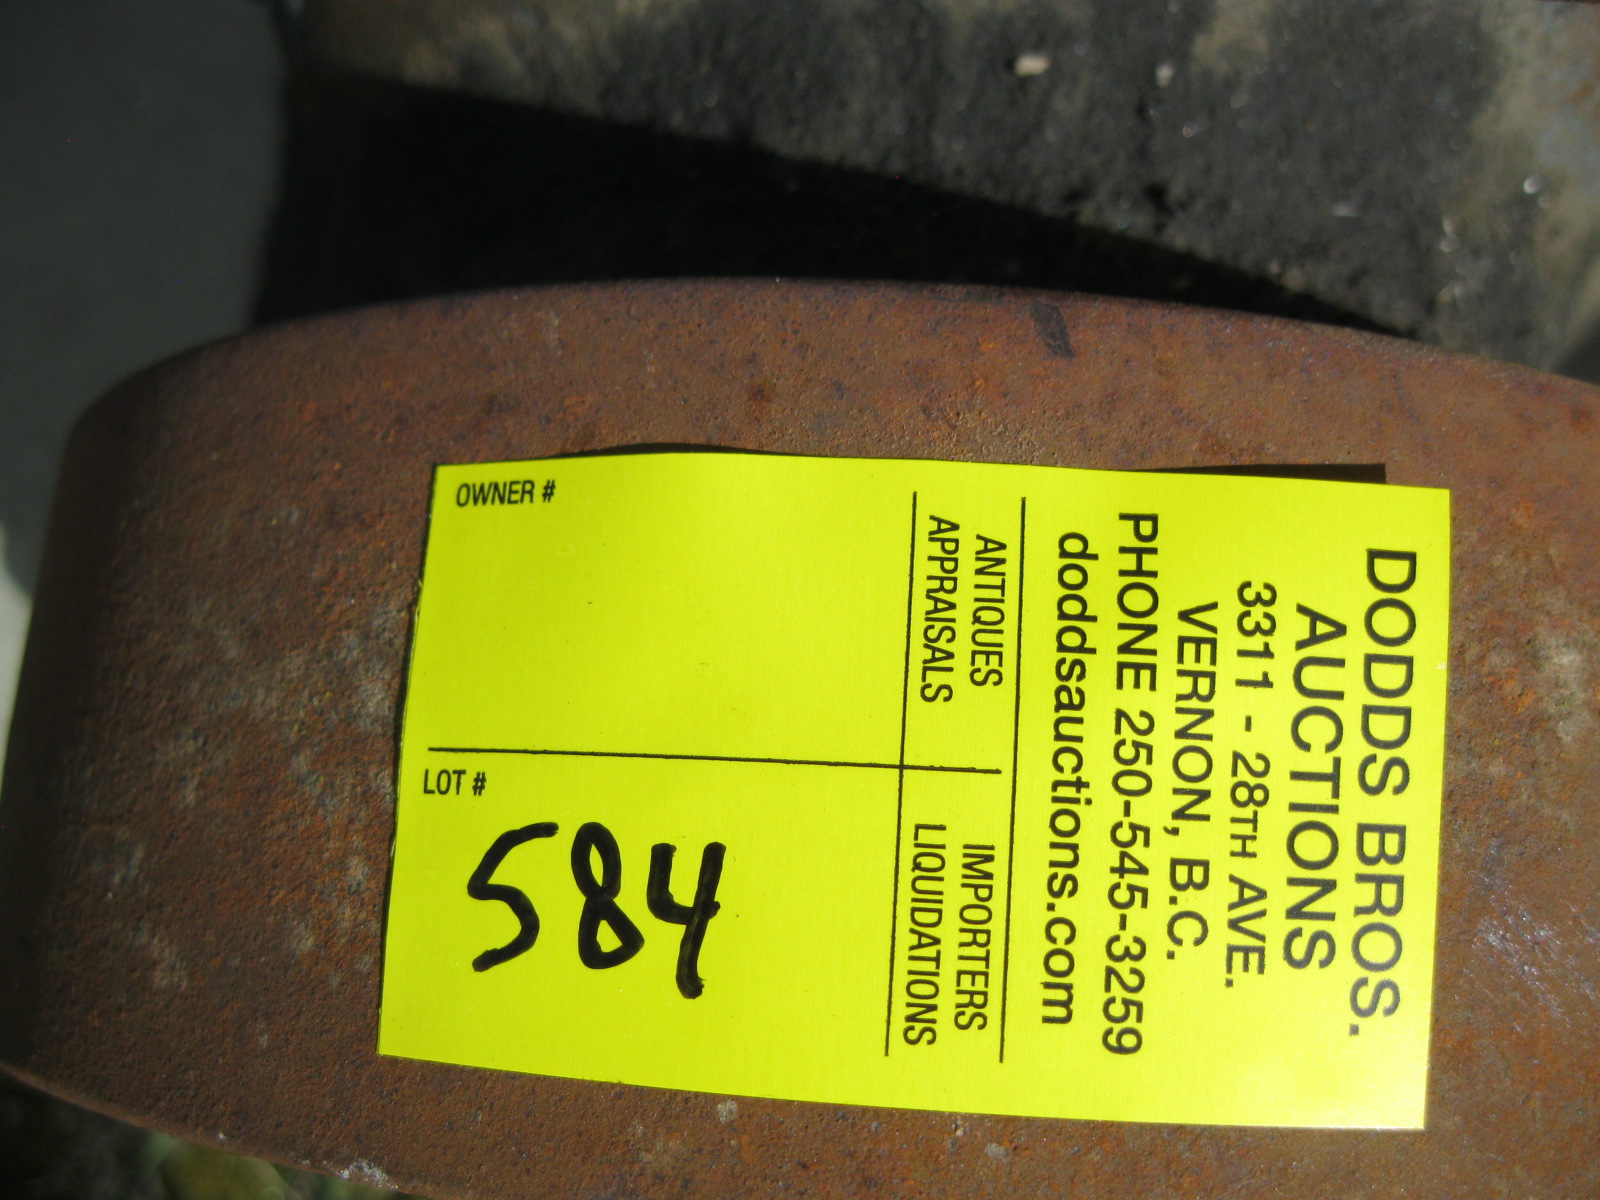 DODDS BROS.
AUCTIONS
3311 - 28TH AVE.
VERNON, B.C.
PHONE 250-545-3259
doddsauctions.com
ANTIQUES
APPRAISALS
IMPORTERS
LIQUIDATIONS
OWNER #
LOT #
584